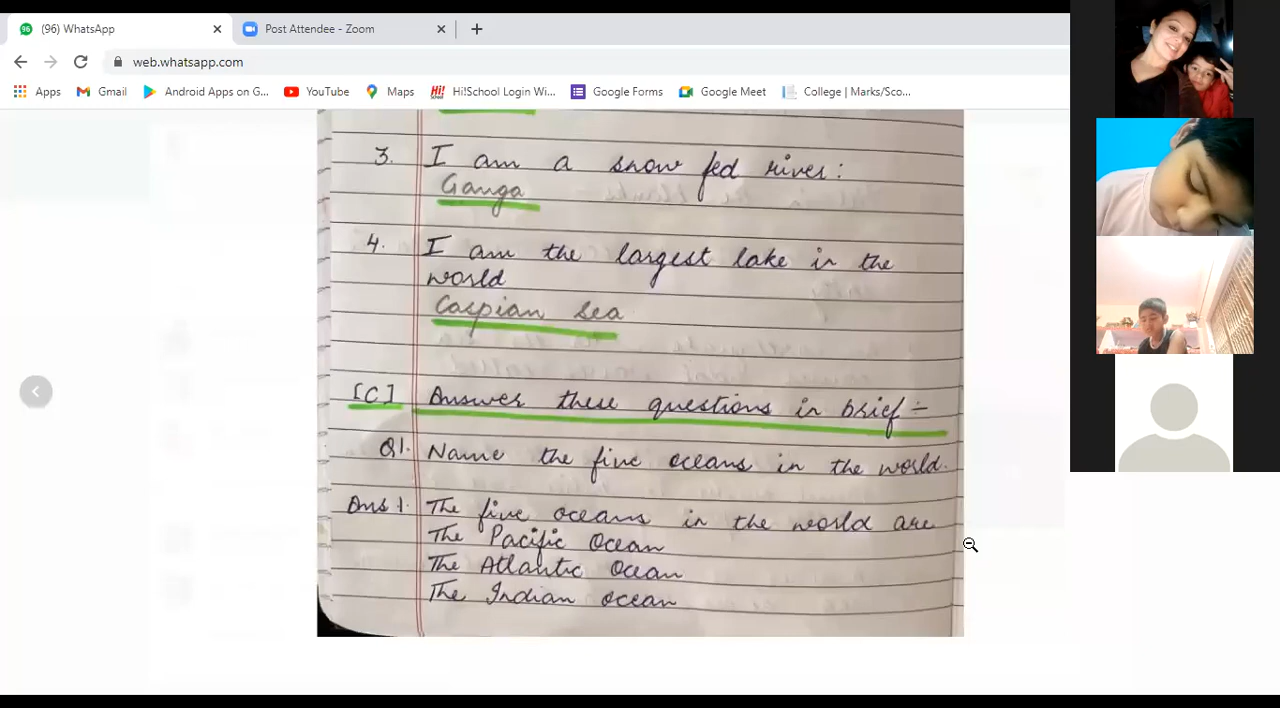 (96) WhatsApp
Post Attendee - Zoom
web.whatsapp.com
Apps
Gmail
Android Apps on G...
YouTube
Maps
Hi!School Login Wi...
Google Forms
Google Meet
College | Marks/Sco...
3. I am a snow fed river:
Ganga
4. I am the largest lake in the
world
Caspian Sea
[C] Answer these questions in brief:-
Q1. Name the five oceans in the world.
Ans 1. The five oceans in the world are
The Pacific Ocean
The Atlantic Ocean
The Indian ocean